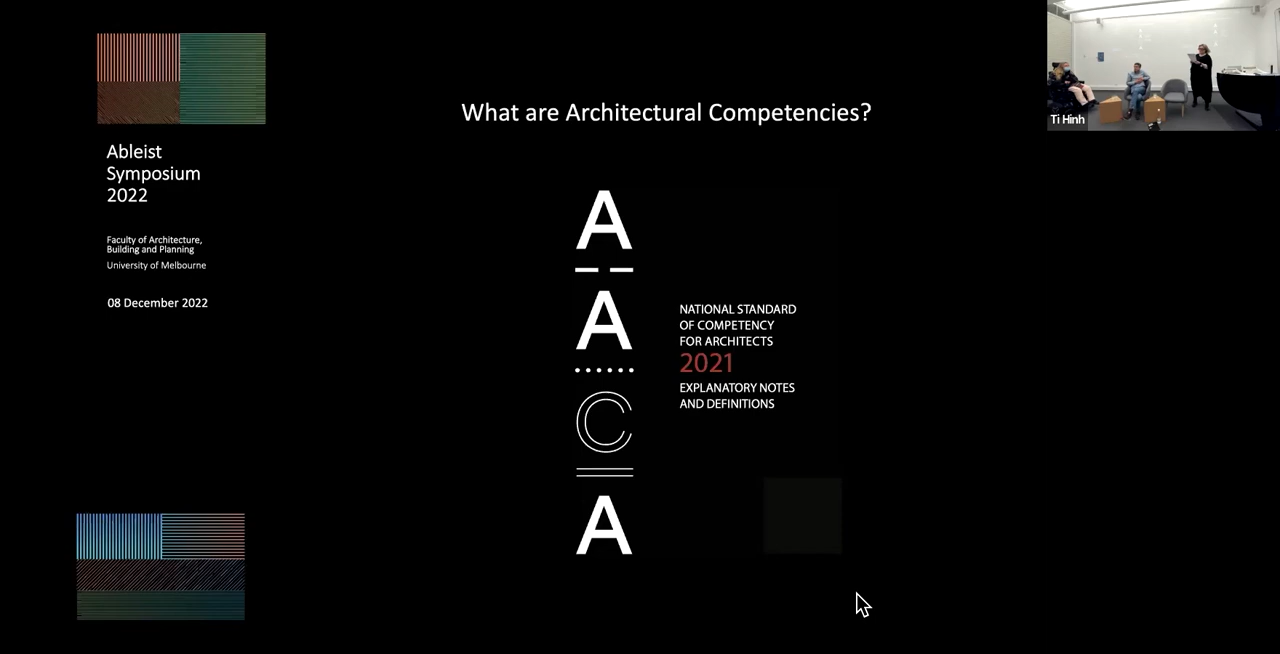 What are Architectural Competencies?
Ableist
Symposium
2022
Faculty of Architecture,
Building and Planning
University of Melbourne
08 December 2022
A
A
C
A
NATIONAL STANDARD
OF COMPETENCY
FOR ARCHITECTS
2021
EXPLANATORY NOTES
AND DEFINITIONS
Ti Hinh